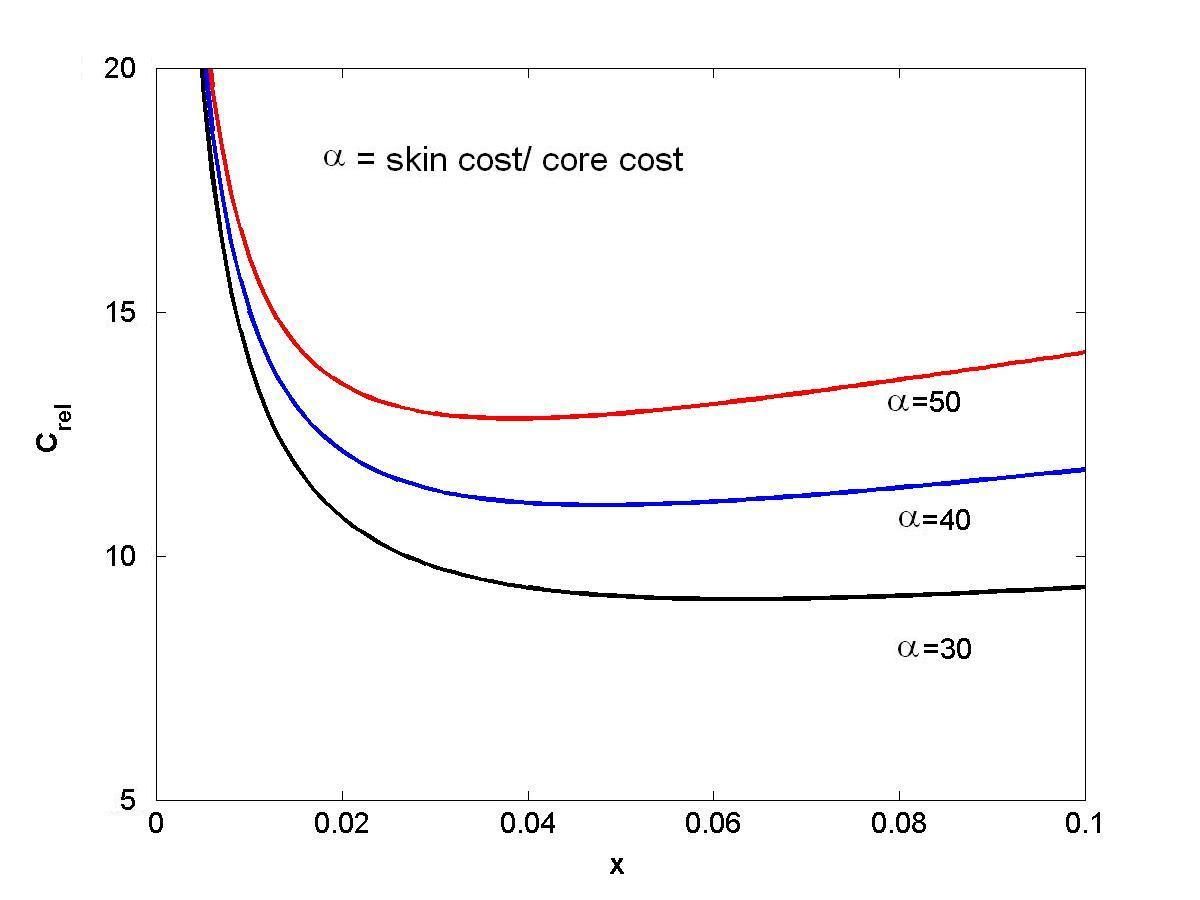 20
α = skin cost/ core cost
15
C rel
α=50
α=40
10
α=30
5
0 0.02 0.04 0.06 0.08 0.1
x